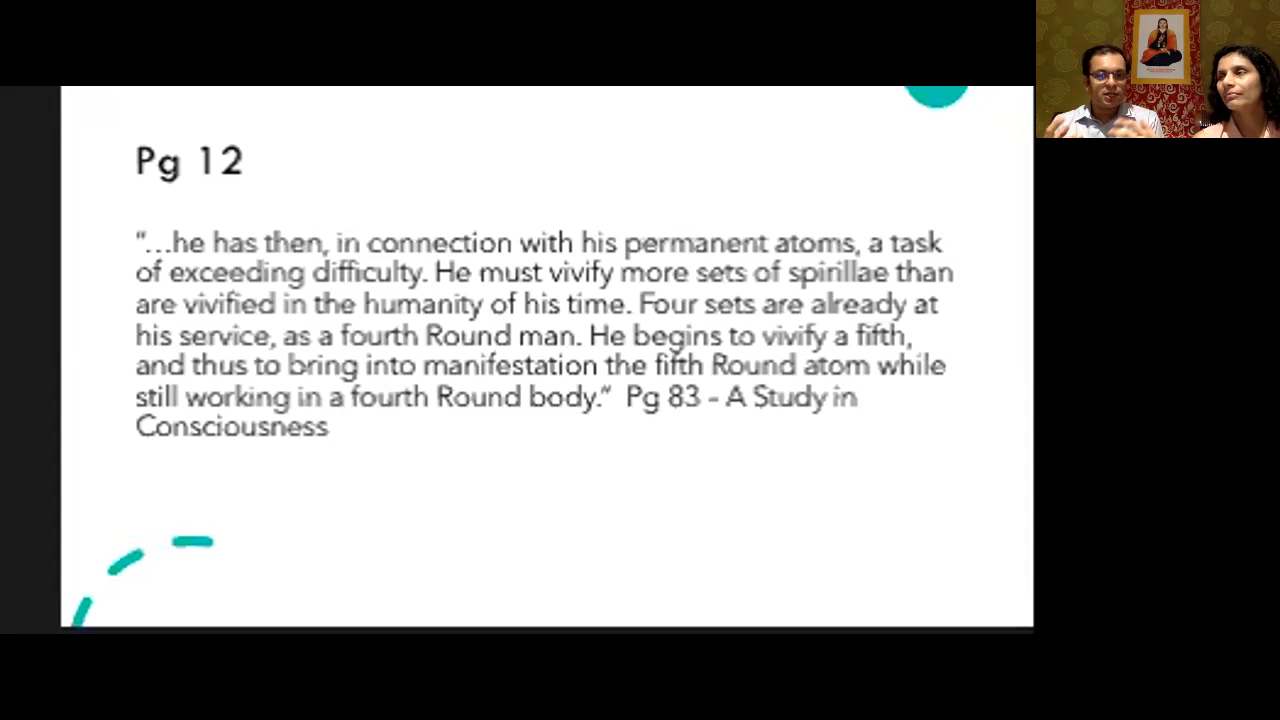 Pg 12
"...he has then, in connection with his permanent atoms, a task
of exceeding difficulty. He must vivify more sets of spirillae than
are vivified in the humanity of his time. Four sets are already at
his service, as a fourth Round man. He begins to vivify a fifth,
and thus to bring into manifestation the fifth Round atom while
still working in a fourth Round body." Pg 83 - A Study in
Consciousness